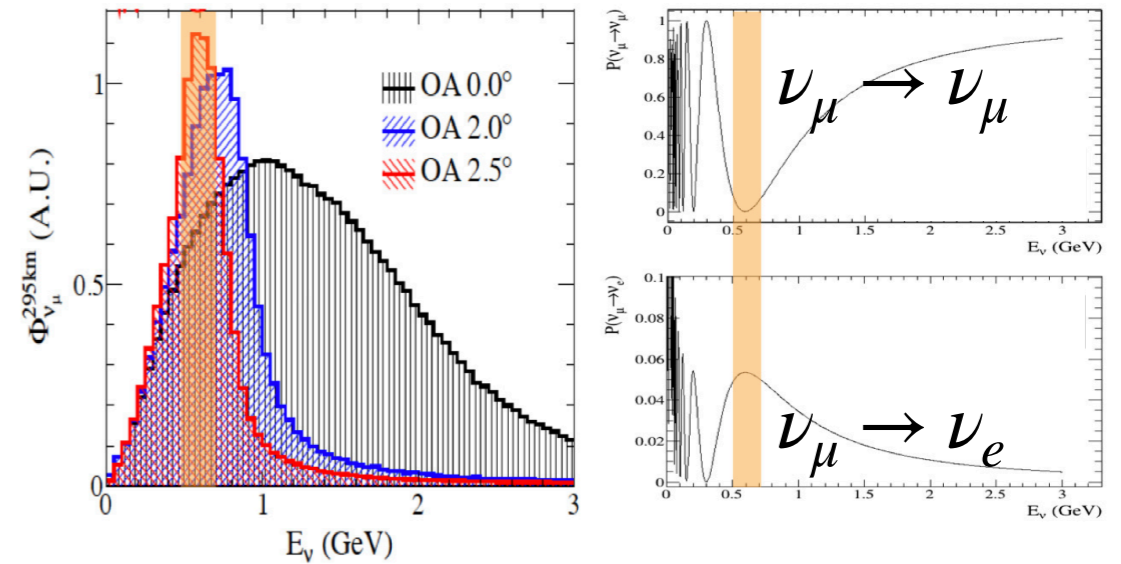 Φ_{ν_μ}^{295km} (A.U.)
1
0.5
0
OA 0.0°
OA 2.0°
OA 2.5°
0 1 2 3
E_ν (GeV)
P(ν_μ→ν_μ)
1
0.8
0.6
0.4
0.2
0
ν_μ → ν_μ
0 0.5 1 1.5 2 2.5 3
E_ν (GeV)
P(ν_μ→ν_e)
0.1
0.08
0.06
0.04
0.02
0
ν_μ → ν_e
0 0.5 1 1.5 2 2.5 3
E_ν (GeV)